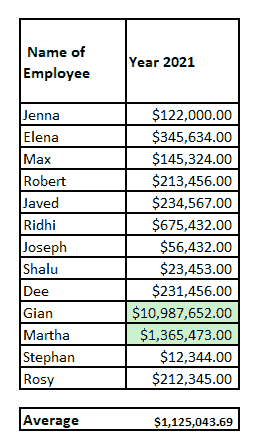 Name of Employee Year 2021
Jenna $122,000.00
Elena $345,634.00
Max $145,324.00
Robert $213,456.00
Javed $234,567.00
Ridhi $675,432.00
Joseph $56,432.00
Shalu $23,453.00
Dee $231,456.00
Gian $10,987,652.00
Martha $1,365,473.00
Stephan $12,344.00
Rosy $212,345.00
Average $1,125,043.69